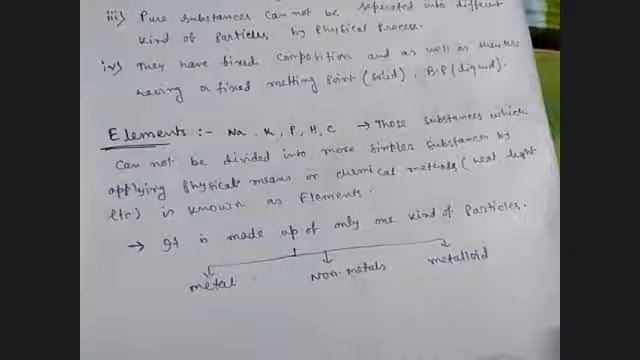 iii) Pure substances can not be seperated into different
kind of Particles by Physical Process.
iv) They have fixed Composition and as well as they are
having a fixed melting Point (solid), B.P (liquid).
Elements :- Na, K, P, H, C → Those substances which
can not be divided into more simpler substances by
applying Physical means or chemical methods (heat, light
etc) is known as Elements.
→ It is made up of only one kind of Particles.
metal Non-metals metalloid